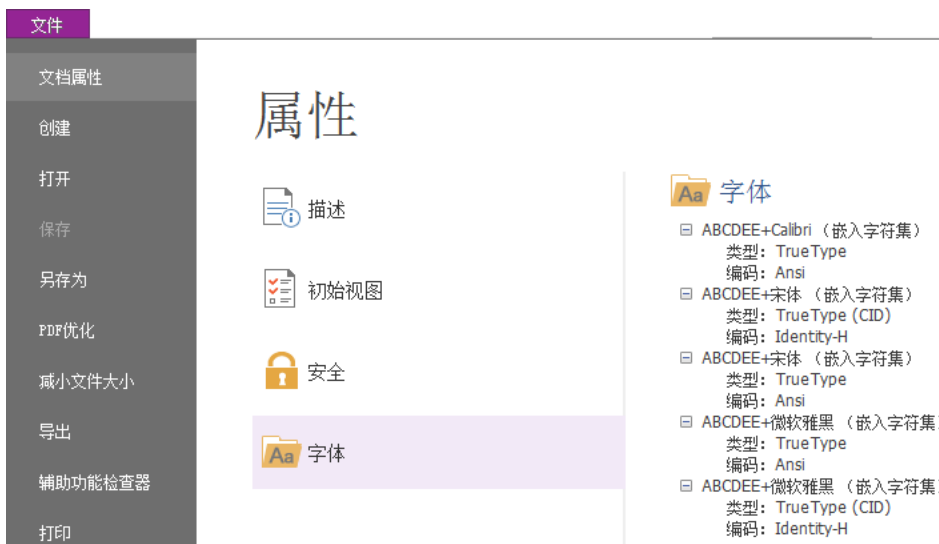 文件
文档属性
创建
打开
保存
另存为
PDF优化
减小文件大小
导出
辅助功能检查器
打印
属性
描述
初始视图
安全
Aa 字体
Aa 字体
ABCDEE+Calibri （嵌入字符集）
类型: TrueType
编码: Ansi
ABCDEE+宋体 （嵌入字符集）
类型: TrueType (CID)
编码: Identity-H
ABCDEE+宋体 （嵌入字符集）
类型: TrueType
编码: Ansi
ABCDEE+微软雅黑 （嵌入字符集
类型: TrueType
编码: Ansi
ABCDEE+微软雅黑 （嵌入字符集
类型: TrueType (CID)
编码: Identity-H